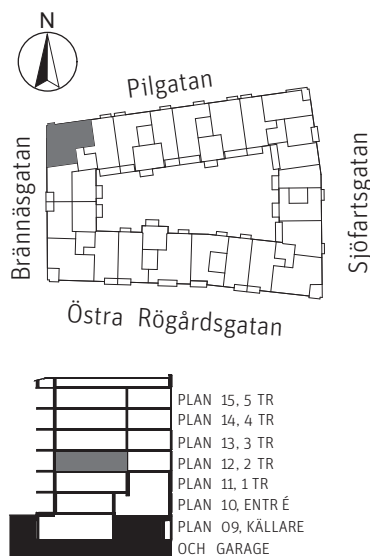 N
Pilgatan
Brännäsgatan
Sjöfartsgatan
Östra Rögårdsgatan
PLAN 15, 5 TR
PLAN 14, 4 TR
PLAN 13, 3 TR
PLAN 12, 2 TR
PLAN 11, 1 TR
PLAN 10, ENTR É
PLAN 09, KÄLLARE
OCH GARAGE